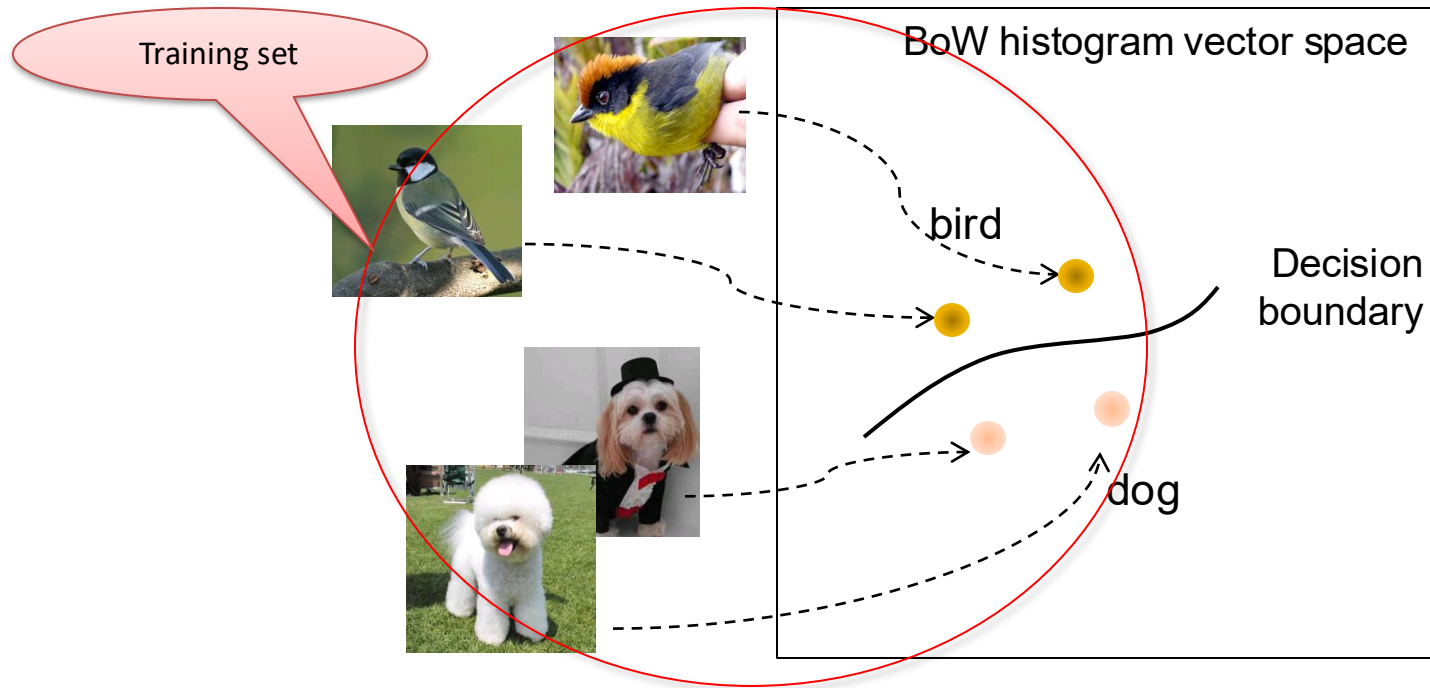 Training set
BoW histogram vector space
bird
Decision
boundary
dog